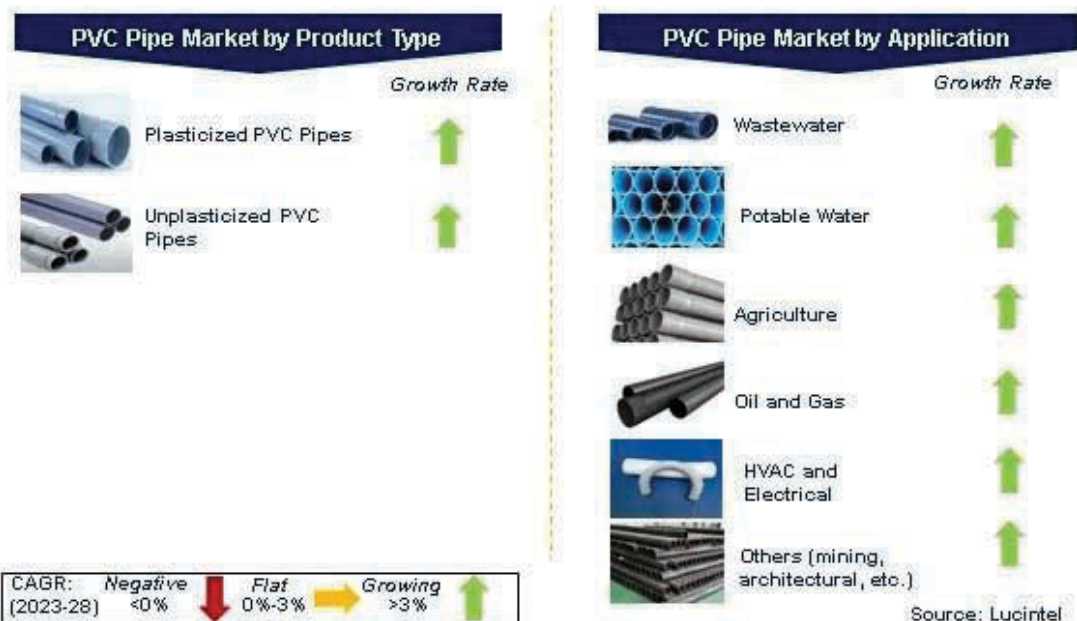 PVC Pipe Market by Product Type
Growth Rate
Plasticized PVC Pipes
Unplasticized PVC
Pipes
PVC Pipe Market by Application
Growth Rate
Wastewater
Potable Water
Agriculture
Oil and Gas
HVAC and
Electrical
Others (mining,
architectural, etc.)
CAGR: Negative Flat Growing
(2023-28) <0% 0%-3% >3%
Source: Lucintel